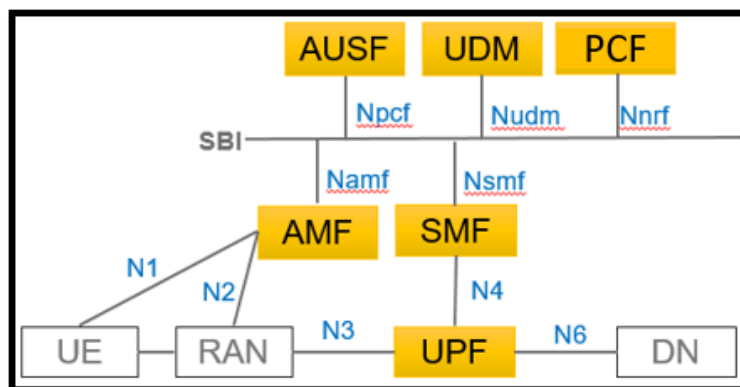 AUSF UDM PCF
Npcf Nudm Nnrf
SBI
Namf Nsmf
AMF SMF
N1 N2 N4
N3 N6
UE RAN UPF DN